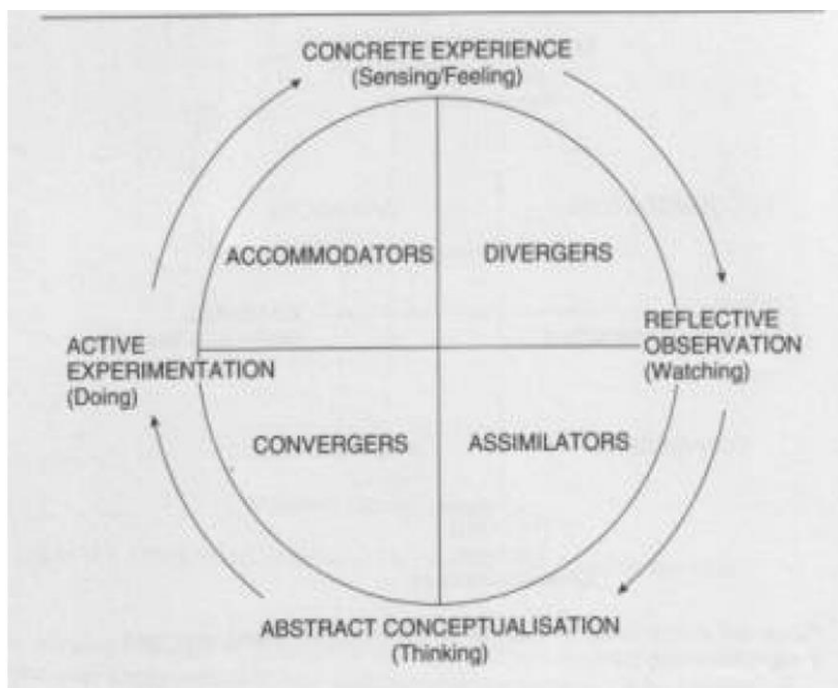 CONCRETE EXPERIENCE
(Sensing/Feeling)
ACCOMMODATORS
DIVERGERS
ACTIVE
EXPERIMENTATION
(Doing)
REFLECTIVE
OBSERVATION
(Watching)
CONVERGERS
ASSIMILATORS
ABSTRACT CONCEPTUALISATION
(Thinking)